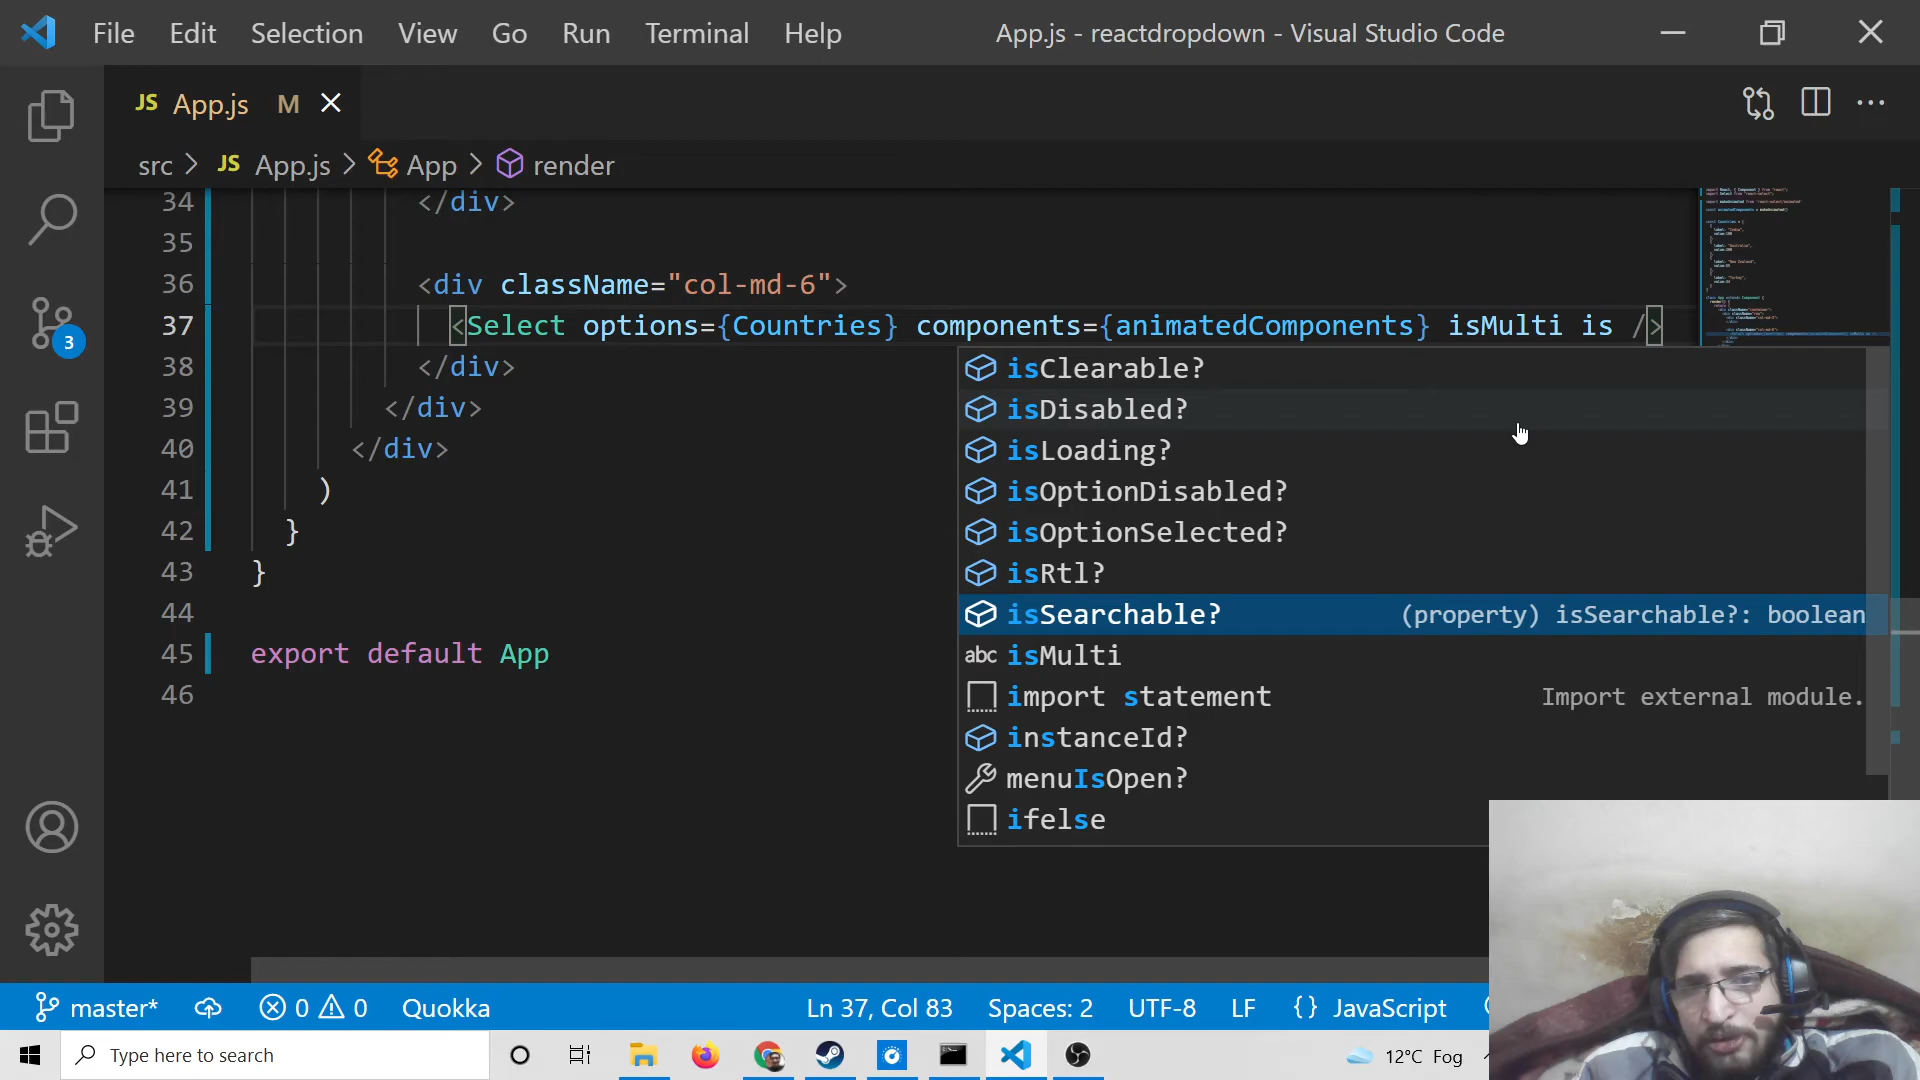 File Edit Selection View Go Run Terminal Help App.js - reactdropdown - Visual Studio Code
JS App.js M
src > JS App.js > App > render
34 </div>
35
36 <div className="col-md-6">
37 <Select options={Countries} components={animatedComponents} isMulti is />
38 </div>
39 </div>
40 </div>
41 )
42 }
43 }
44
45 export default App
46
isClearable?
isDisabled?
isLoading?
isOptionDisabled?
isOptionSelected?
isRtl?
isSearchable? (property) isSearchable?: boolean
abc isMulti
import statement Import external module.
instanceId?
menuIsOpen?
ifelse
3
master* 0 0 Quokka Ln 37, Col 83 Spaces: 2 UTF-8 LF {} JavaScript
Type here to search 12°C Fog